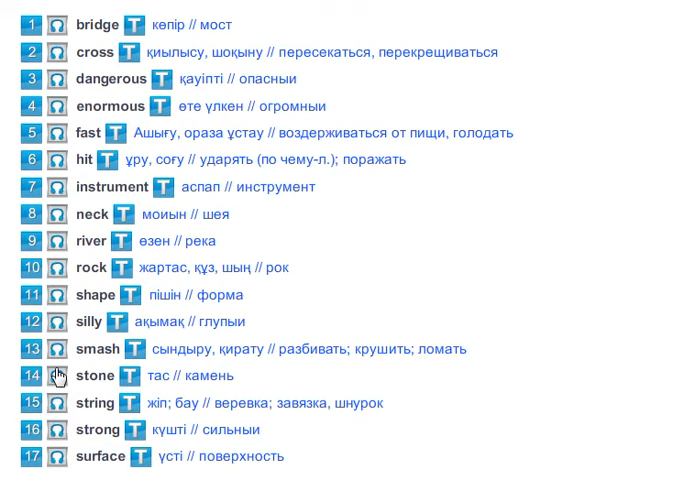 1 bridge T көпір // мост
2 cross T қиылысу, шоқыну // пересекаться, перекрещиваться
3 dangerous T қауіпті // опасныи
4 enormous T өте үлкен // огромныи
5 fast T Ашығу, ораза ұстау // воздерживаться от пищи, голодать
6 hit T ұру, соғу // ударять (по чему-л.); поражать
7 instrument T аспап // инструмент
8 neck T моиын // шея
9 river T өзен // река
10 rock T жартас, құз, шың // рок
11 shape T пішін // форма
12 silly T ақымақ // глупыи
13 smash T сындыру, қирату // разбивать; крушить; ломать
14 stone T тас // камень
15 string T жіп; бау // веревка; завязка, шнурок
16 strong T күшті // сильныи
17 surface T үсті // поверхность